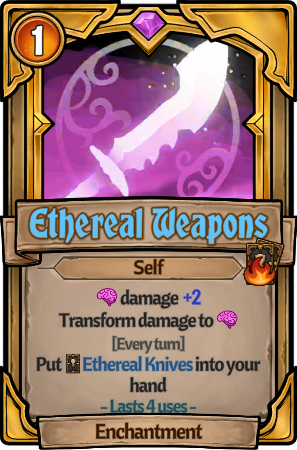 1
Ethereal Weapons
Self
damage +2
Transform damage to
[Every turn]
Put Ethereal Knives into your
hand
- Lasts 4 uses -
Enchantment